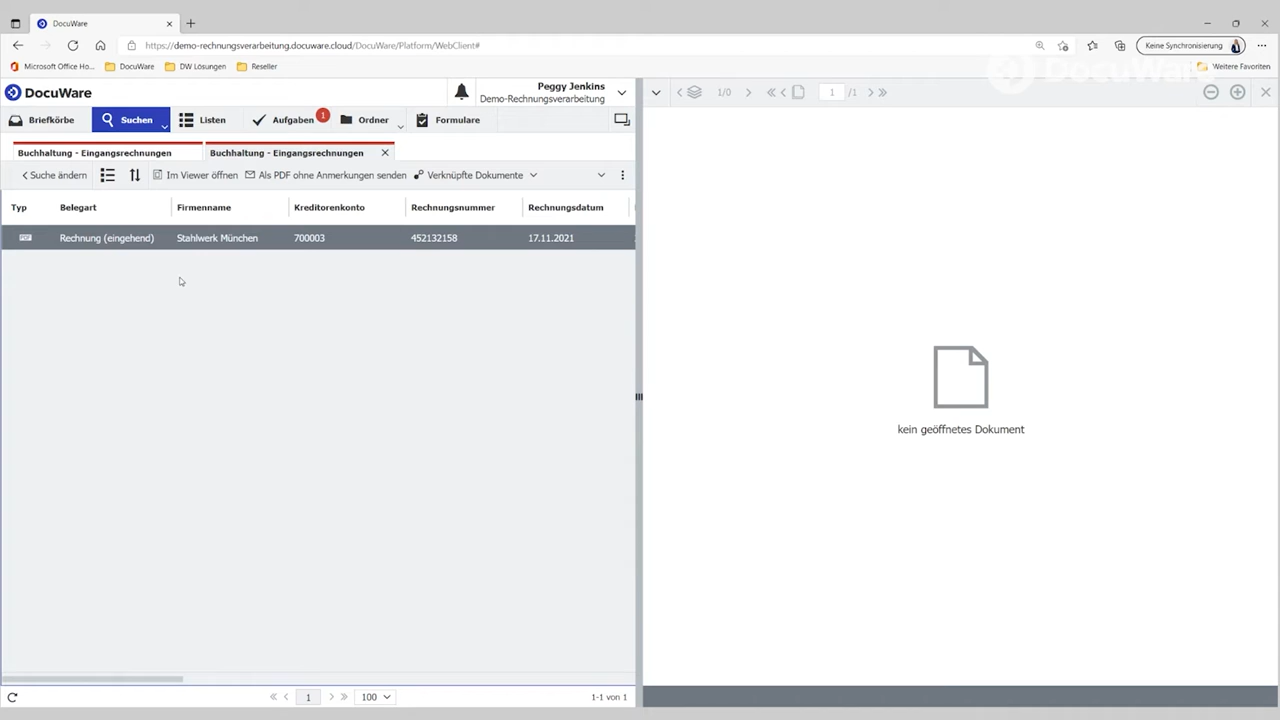 DocuWare
https://demo-rechnungsverarbeitung.docuware.cloud/DocuWare/Platform/WebClient#
Keine Synchronisierung
Microsoft Office Ho...
DocuWare
DW Lösungen
Reseller
Weitere Favoriten
DocuWare
DocuWare
Peggy Jenkins
Demo-Rechnungsverarbeitung
1/0
1
/1
Briefkörbe
Suchen
Listen
Aufgaben
1
Ordner
Formulare
Buchhaltung - Eingangsrechnungen
Buchhaltung - Eingangsrechnungen
Suche ändern
Im Viewer öffnen
Als PDF ohne Anmerkungen senden
Verknüpfte Dokumente
Typ
Belegart
Firmenname
Kreditorenkonto
Rechnungsnummer
Rechnungsdatum
Rechnung (eingehend)
Stahlwerk München
700003
452132158
17.11.2021
kein geöffnetes Dokument
1
100
1-1 von 1